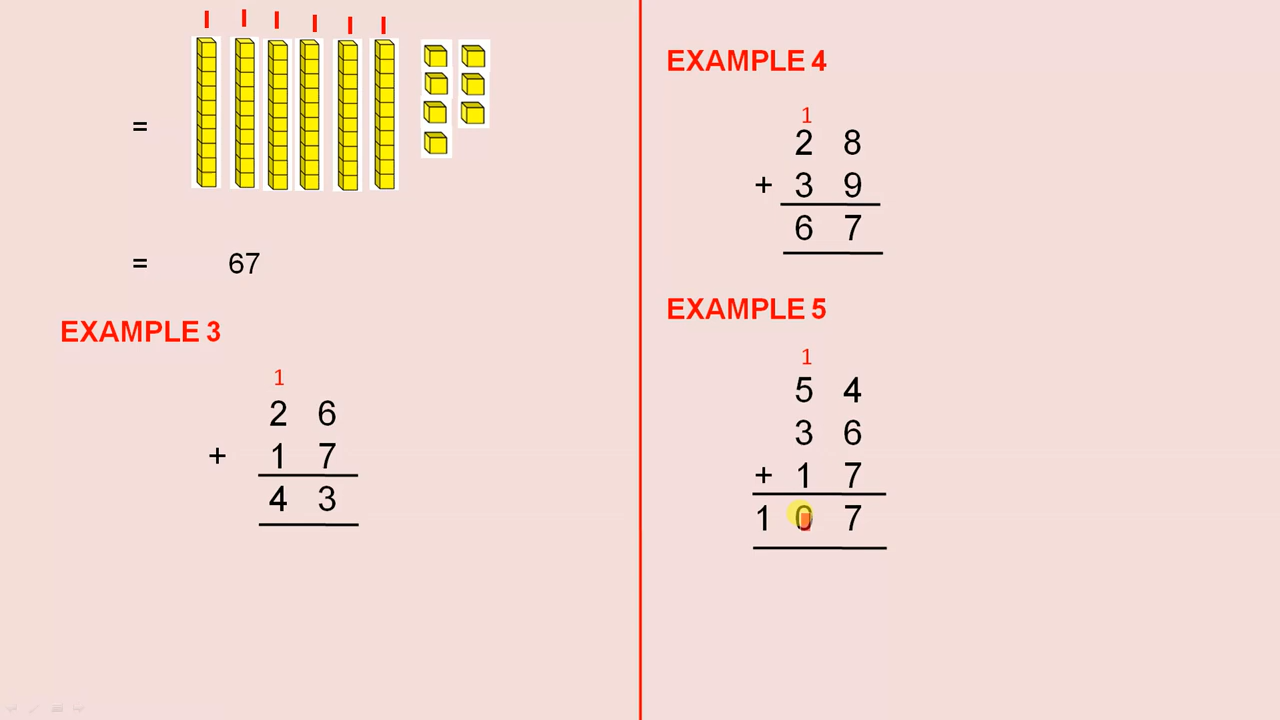 =
= 67
EXAMPLE 3
1
2 6
+ 1 7
4 3
EXAMPLE 4
1
2 8
+ 3 9
6 7
EXAMPLE 5
1
5 4
3 6
+ 1 7
1 0 7